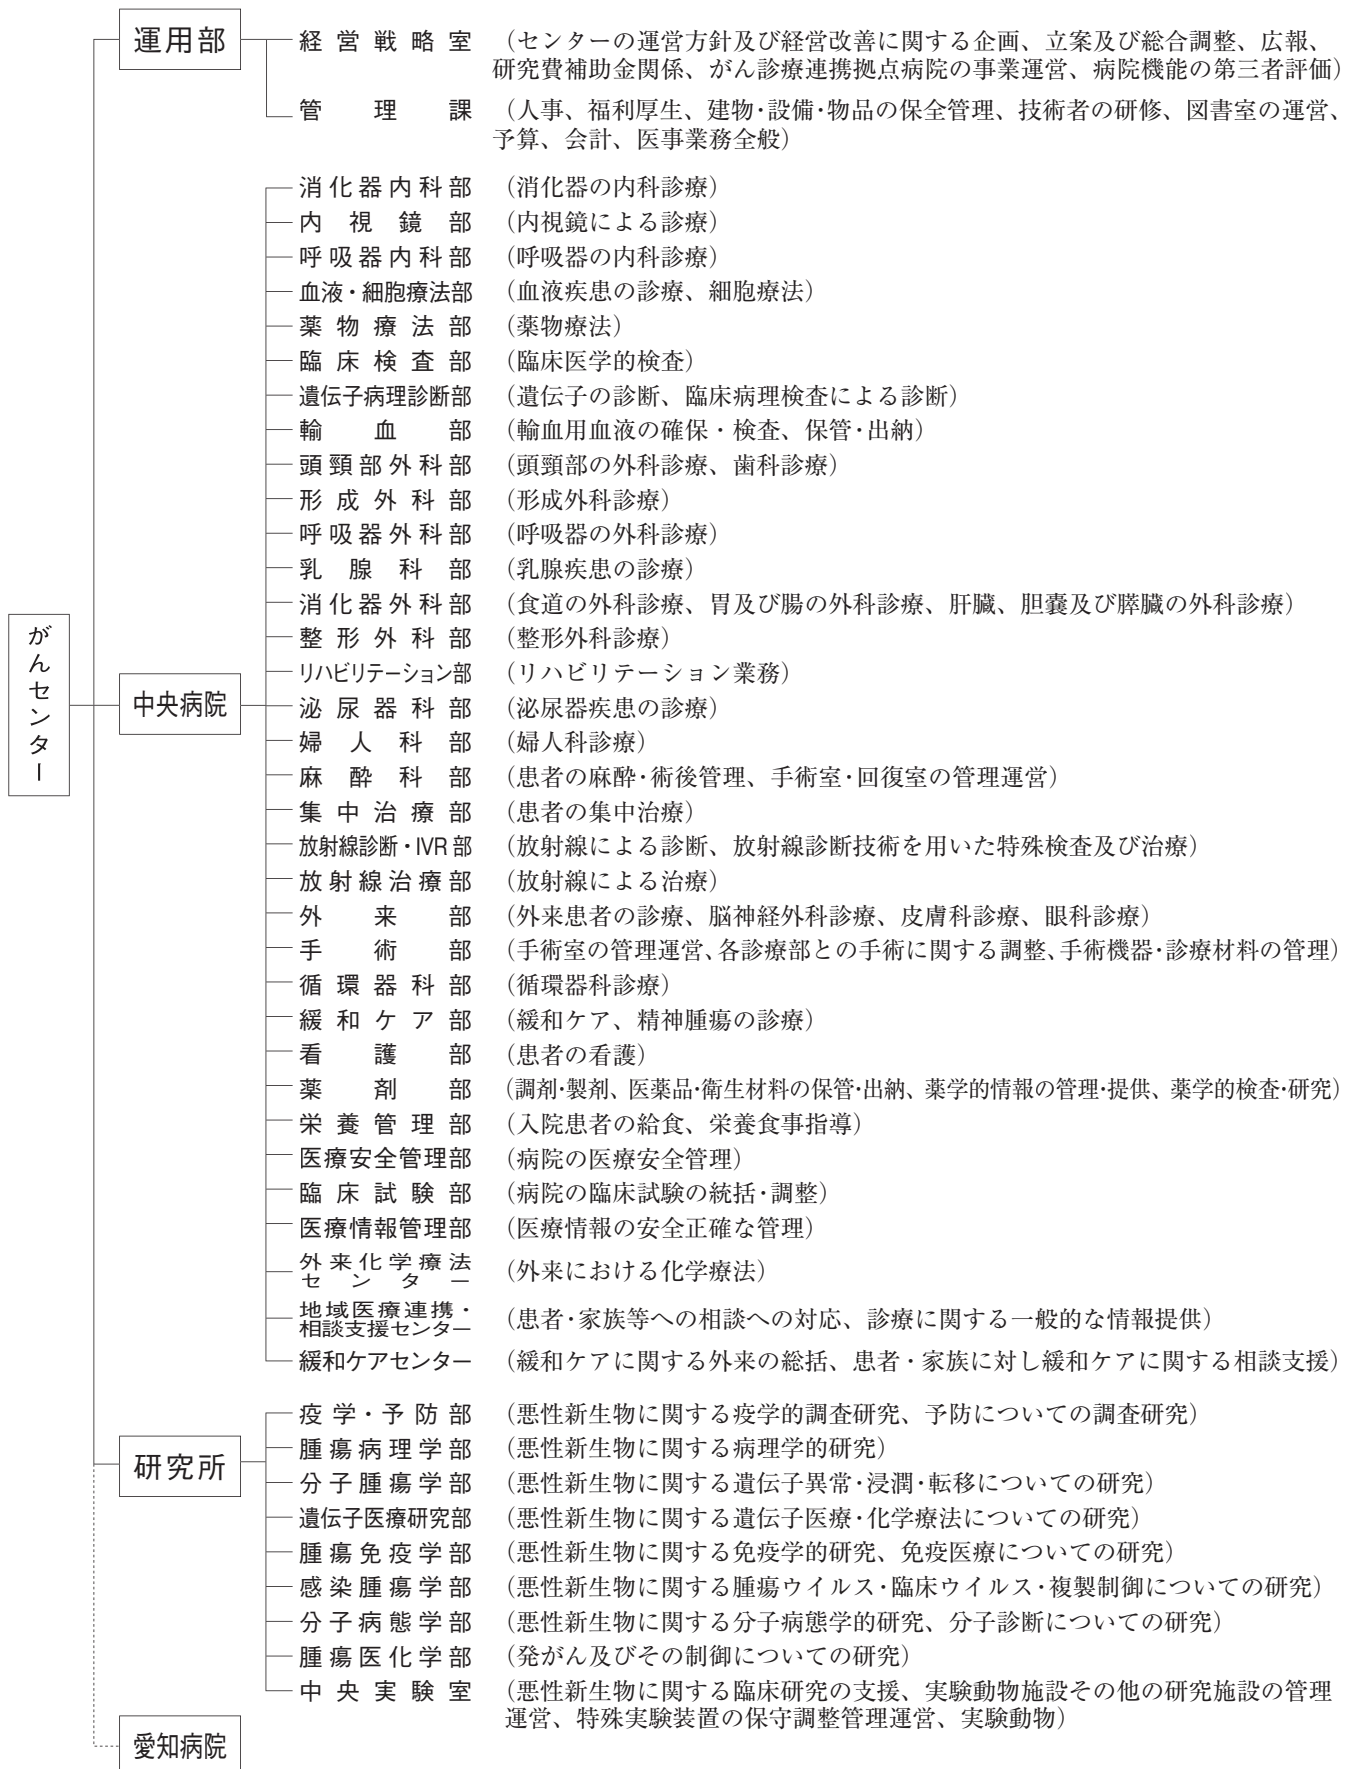 運用部
経営戦略室 （センターの運営方針及び経営改善に関する企画、立案及び総合調整、広報、
研究費補助金関係、がん診療連携拠点病院の事業運営、病院機能の第三者評価）
管理課 （人事、福利厚生、建物・設備・物品の保全管理、技術者の研修、図書室の運営、
予算、会計、医事業務全般）
消化器内科部 （消化器の内科診療）
内視鏡部 （内視鏡による診療）
呼吸器内科部 （呼吸器の内科診療）
血液・細胞療法部 （血液疾患の診療、細胞療法）
薬物療法部 （薬物療法）
臨床検査部 （臨床医学的検査）
遺伝子病理診断部 （遺伝子の診断、臨床病理検査による診断）
輸血部 （輸血用血液の確保・検査、保管・出納）
頭頸部外科部 （頭頸部の外科診療、歯科診療）
形成外科部 （形成外科診療）
呼吸器外科部 （呼吸器の外科診療）
乳腺科部 （乳腺疾患の診療）
消化器外科部 （食道の外科診療、胃及び腸の外科診療、肝臓、胆嚢及び膵臓の外科診療）
整形外科部 （整形外科診療）
リハビリテーション部 （リハビリテーション業務）
がんセンター
中央病院
泌尿器科部 （泌尿器疾患の診療）
婦人科部 （婦人科診療）
麻酔科部 （患者の麻酔・術後管理、手術室・回復室の管理運営）
集中治療部 （患者の集中治療）
放射線診断・IVR部 （放射線による診断、放射線診断技術を用いた特殊検査及び治療）
放射線治療部 （放射線による治療）
外来部 （外来患者の診療、脳神経外科診療、皮膚科診療、眼科診療）
手術部 （手術室の管理運営、各診療部との手術に関する調整、手術機器・診療材料の管理）
循環器科部 （循環器科診療）
緩和ケア部 （緩和ケア、精神腫瘍の診療）
看護部 （患者の看護）
薬剤部 （調剤・製剤、医薬品・衛生材料の保管・出納、薬学的情報の管理・提供、薬学的検査・研究）
栄養管理部 （入院患者の給食、栄養食事指導）
医療安全管理部 （病院の医療安全管理）
臨床試験部 （病院の臨床試験の統括・調整）
医療情報管理部 （医療情報の安全正確な管理）
外来化学療法
センター （外来における化学療法）
地域医療連携・
相談支援センター （患者・家族等への相談への対応、診療に関する一般的な情報提供）
緩和ケアセンター （緩和ケアに関する外来の総括、患者・家族に対し緩和ケアに関する相談支援）
疫学・予防部 （悪性新生物に関する疫学的調査研究、予防についての調査研究）
腫瘍病理学部 （悪性新生物に関する病理学的研究）
研究所
分子腫瘍学部 （悪性新生物に関する遺伝子異常・浸潤・転移についての研究）
遺伝子医療研究部 （悪性新生物に関する遺伝子医療・化学療法についての研究）
腫瘍免疫学部 （悪性新生物に関する免疫学的研究、免疫医療についての研究）
感染腫瘍学部 （悪性新生物に関する腫瘍ウイルス・臨床ウイルス・複製制御についての研究）
分子病態学部 （悪性新生物に関する分子病態学的研究、分子診断についての研究）
腫瘍医化学部 （発がん及びその制御についての研究）
中央実験室 （悪性新生物に関する臨床研究の支援、実験動物施設その他の研究施設の管理
運営、特殊実験装置の保守調整管理運営、実験動物）
愛知病院